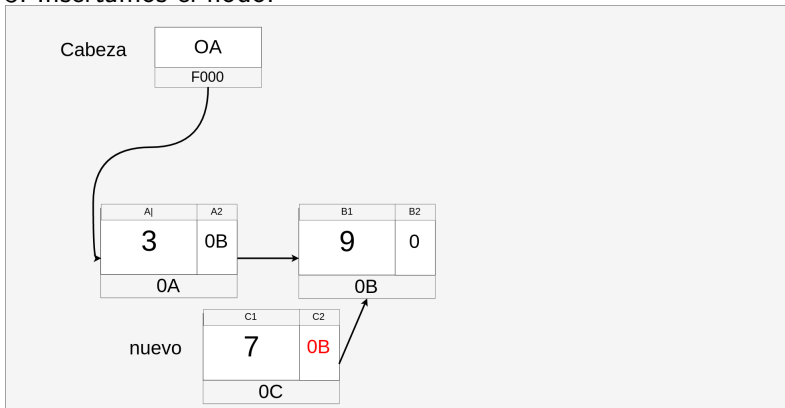 3. Insertamos el nodo.
Cabeza
OA
F000
A| A2
3 0B
0A
B1 B2
9 0
0B
nuevo
C1 C2
7 0B
0C